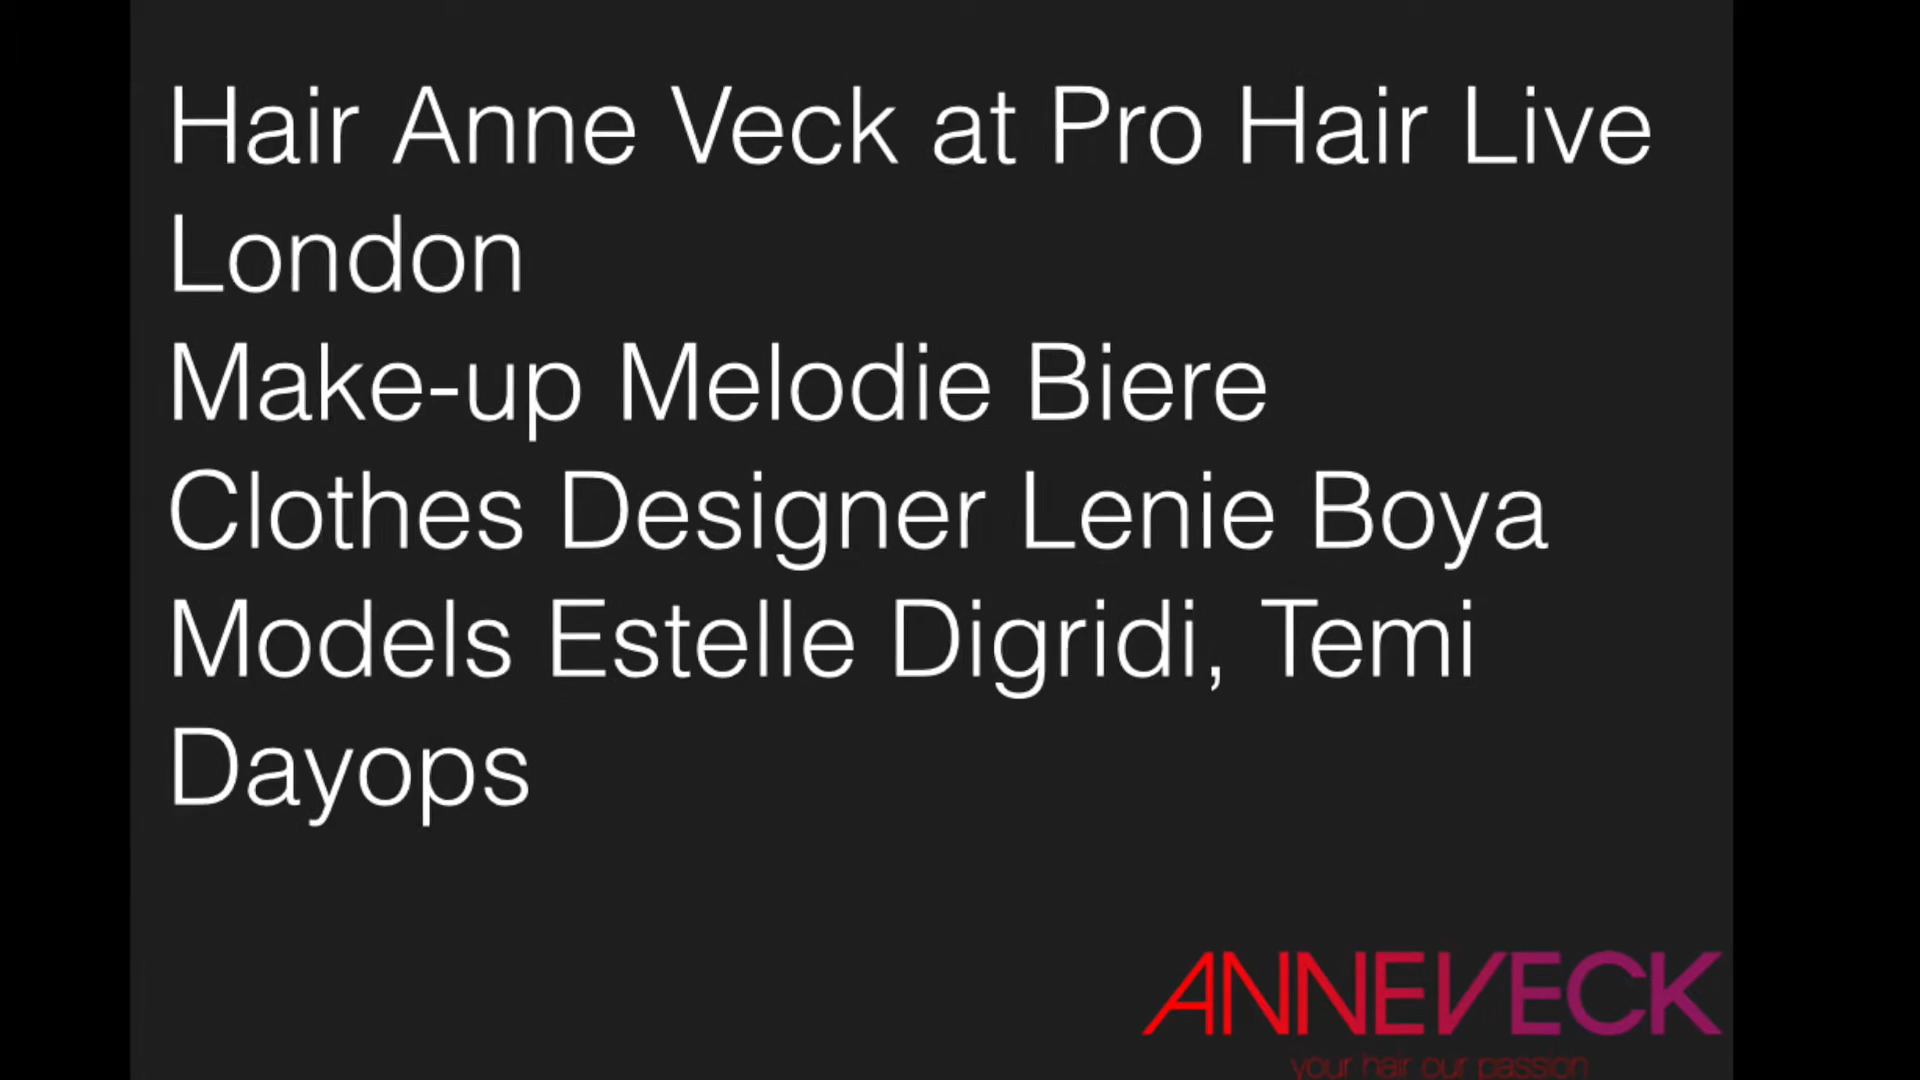 Hair Anne Veck at Pro Hair Live
London
Make-up Melodie Biere
Clothes Designer Lenie Boya
Models Estelle Digridi, Temi
Dayops
ANNEVECK
your hair our passion